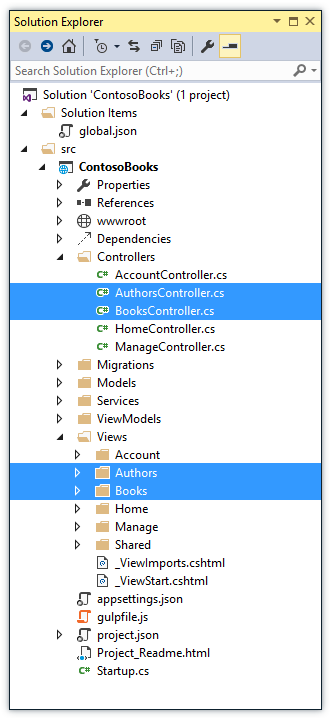 Solution Explorer
Search Solution Explorer (Ctrl+;)
Solution 'ContosoBooks' (1 project)
Solution Items
global.json
src
ContosoBooks
Properties
References
wwwroot
Dependencies
Controllers
C# AccountController.cs
C# AuthorsController.cs
C# BooksController.cs
C# HomeController.cs
C# ManageController.cs
Migrations
Models
Services
ViewModels
Views
Account
Authors
Books
Home
Manage
Shared
_ViewImports.cshtml
_ViewStart.cshtml
appsettings.json
gulpfile.js
project.json
Project_Readme.html
C# Startup.cs